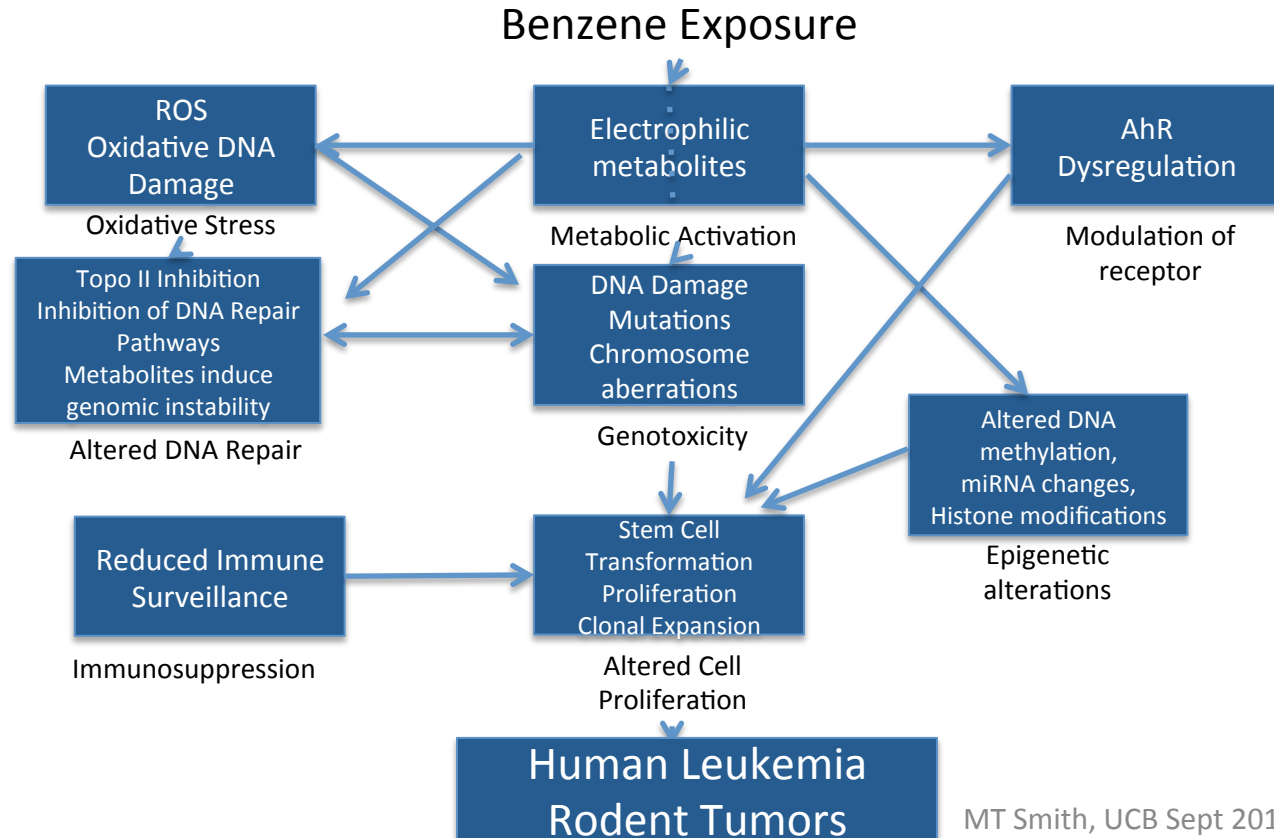 Benzene Exposure
ROS
Oxidative DNA
Damage
Oxidative Stress
Electrophilic
metabolites
Metabolic Activation
AhR
Dysregulation
Modulation of
receptor
Topo II Inhibition
Inhibition of DNA Repair
Pathways
Metabolites induce
genomic instability
Altered DNA Repair
DNA Damage
Mutations
Chromosome
aberrations
Genotoxicity
Altered DNA
methylation,
miRNA changes,
Histone modifications
Epigenetic
alterations
Reduced Immune
Surveillance
Immunosuppression
Stem Cell
Transformation
Proliferation
Clonal Expansion
Altered Cell
Proliferation
Human Leukemia
Rodent Tumors
MT Smith, UCB Sept 201